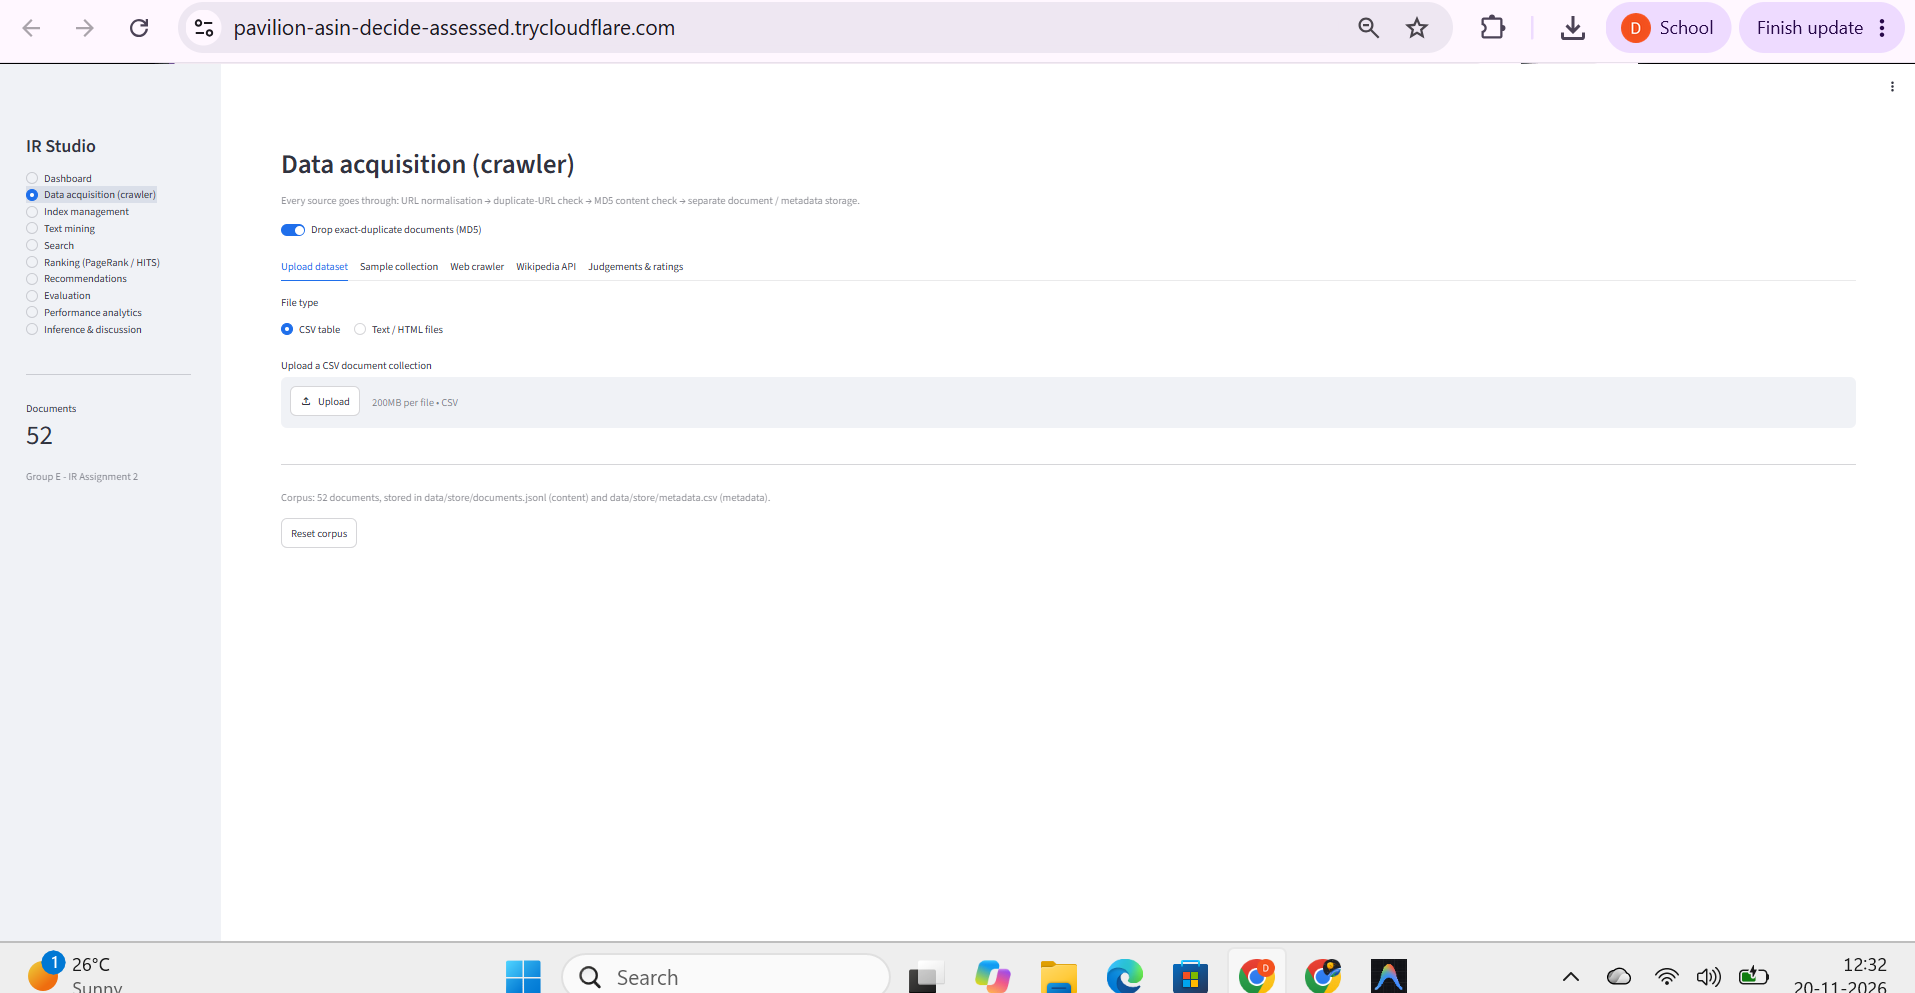 pavilion-asin-decide-assessed.trycloudflare.com
D School
Finish update
IR Studio
Dashboard
Data acquisition (crawler)
Index management
Text mining
Search
Ranking (PageRank / HITS)
Recommendations
Evaluation
Performance analytics
Inference & discussion
Documents
52
Group E - IR Assignment 2
Data acquisition (crawler)
Every source goes through: URL normalisation → duplicate-URL check → MD5 content check → separate document / metadata storage.
Drop exact-duplicate documents (MD5)
Upload dataset Sample collection Web crawler Wikipedia API Judgements & ratings
File type
CSV table Text / HTML files
Upload a CSV document collection
Upload 200MB per file • CSV
Corpus: 52 documents, stored in data/store/documents.jsonl (content) and data/store/metadata.csv (metadata).
Reset corpus
1
26°C
Sunny
Search
D
12:32
20-11-2026